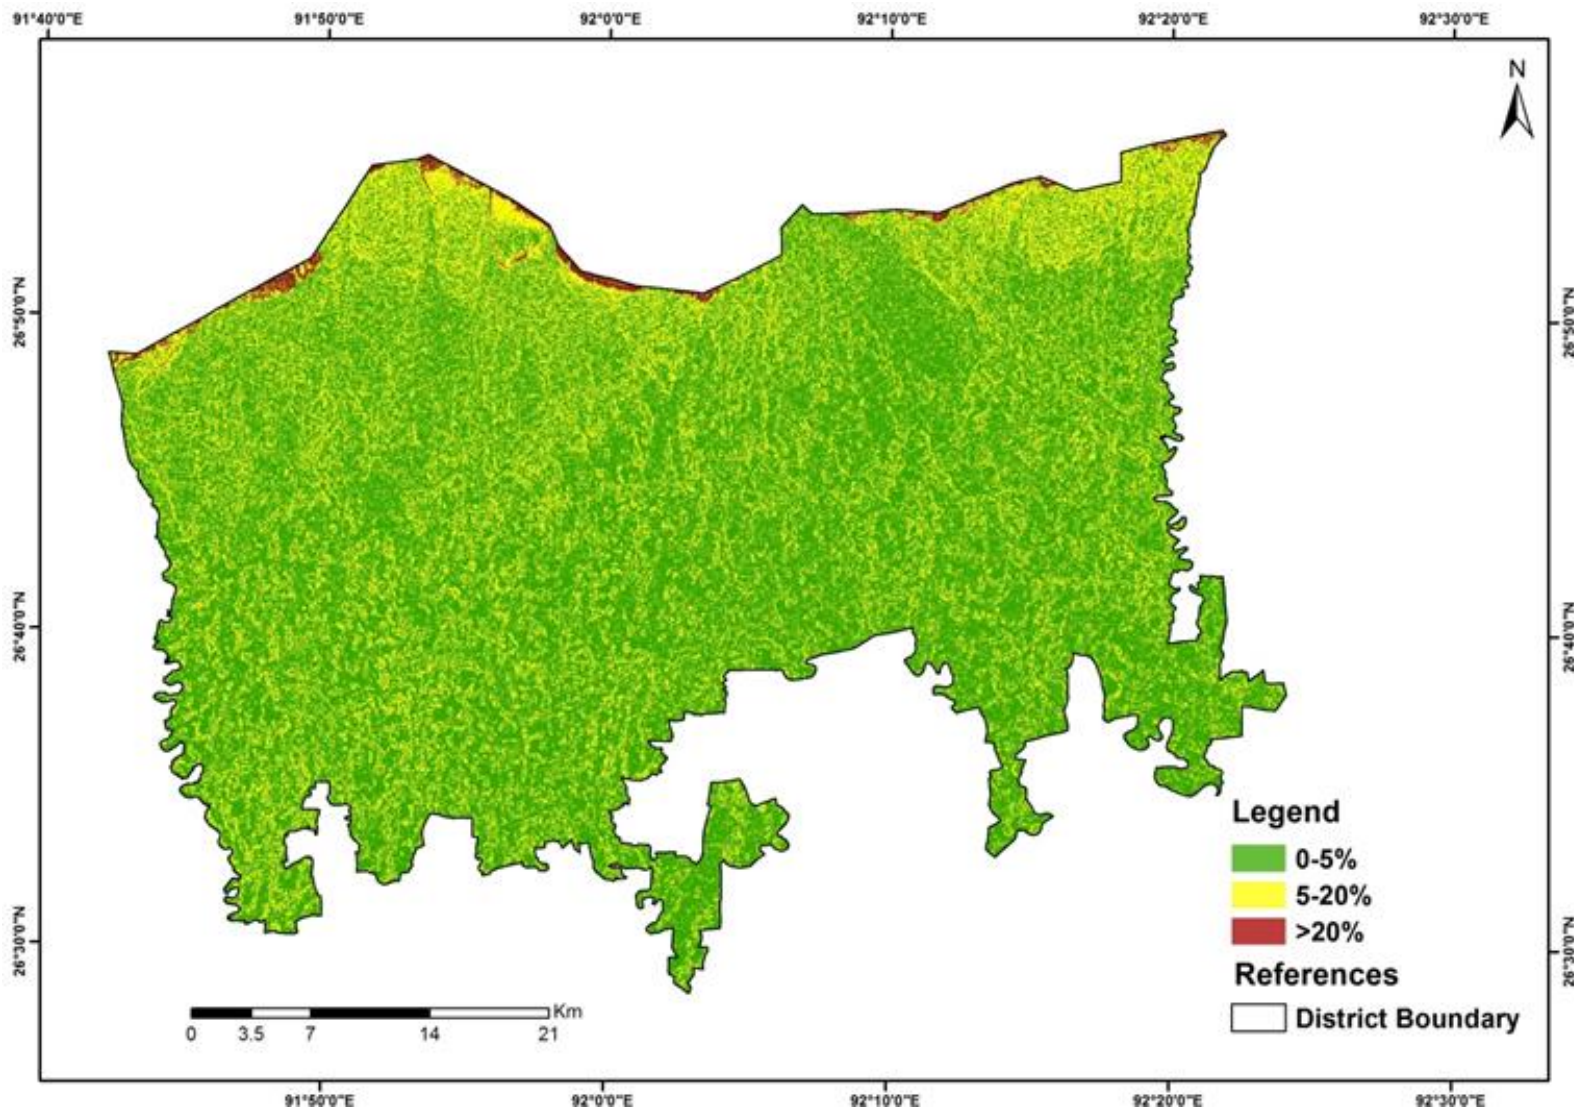 91°40'0"E 91°50'0"E 92°0'0"E 92°10'0"E 92°20'0"E 92°30'0"E
N
26°50'0"N 26°50'0"N
26°40'0"N 26°40'0"N
Legend
0-5%
5-20%
>20%
26°30'0"N 26°30'0"N
References
District Boundary
Km
0 3.5 7 14 21
91°50'0"E 92°0'0"E 92°10'0"E 92°20'0"E 92°30'0"E